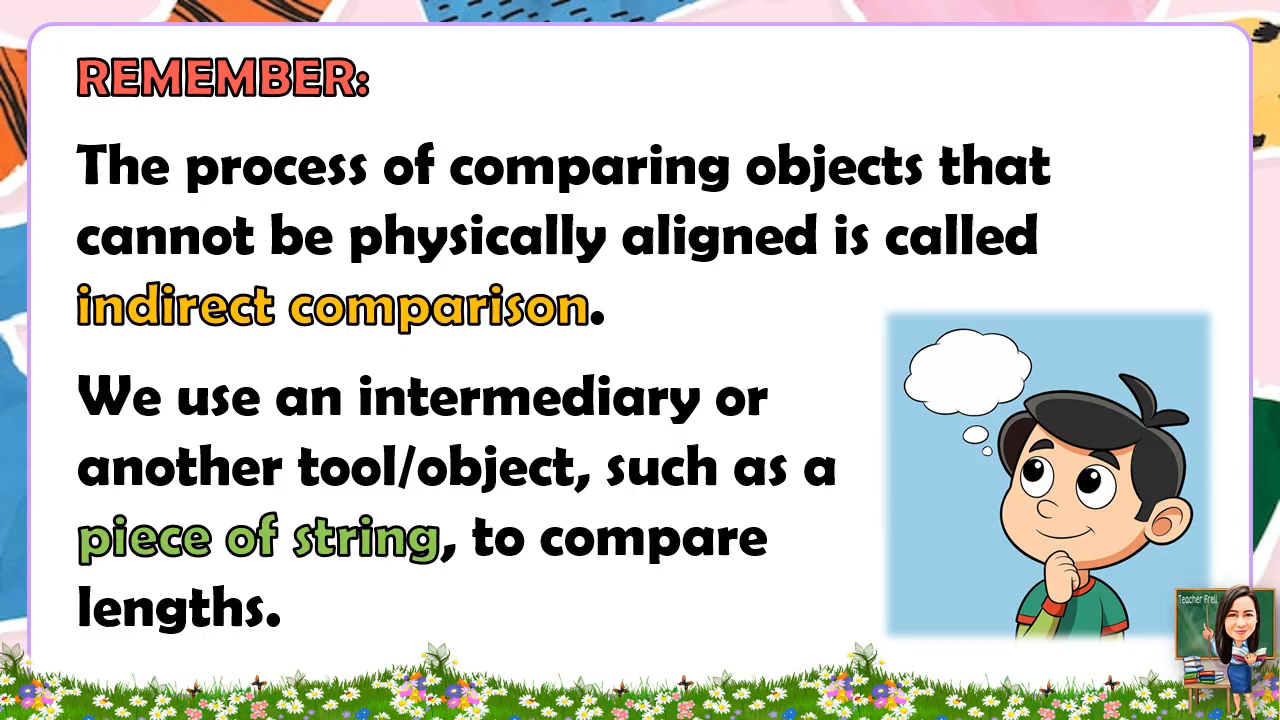 REMEMBER:
The process of comparing objects that
cannot be physically aligned is called
indirect comparison.
We use an intermediary or
another tool/object, such as a
piece of string, to compare
lengths.
Teacher Frell